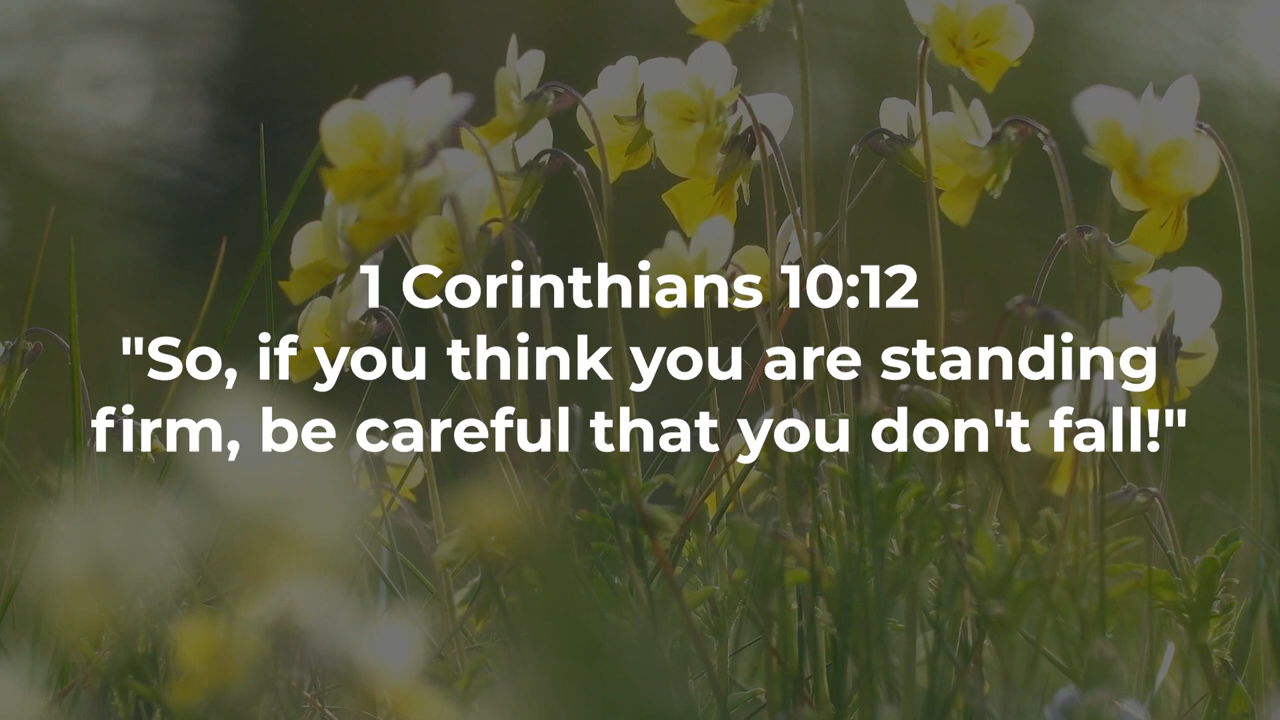 1 Corinthians 10:12
"So, if you think you are standing
firm, be careful that you don't fall!"